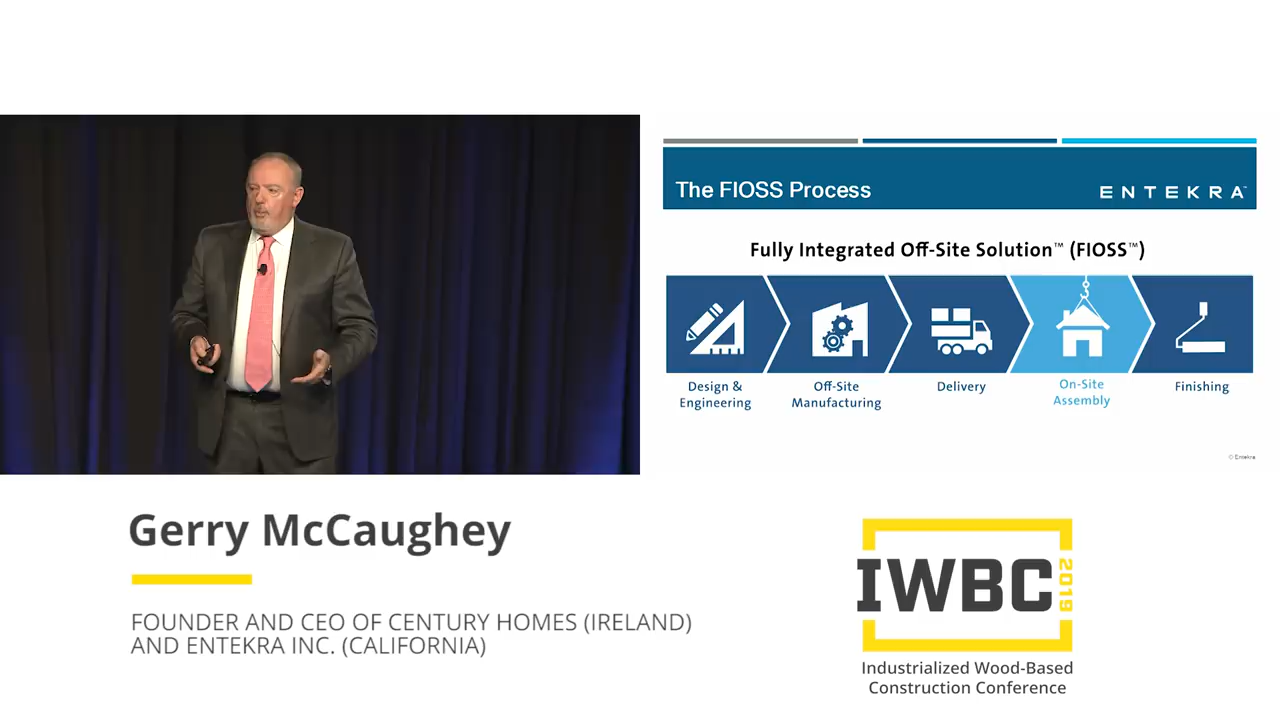 The FIOSS Process
ENTEKRA™
Fully Integrated Off-Site Solution™ (FIOSS™)
Design &
Engineering
Off-Site
Manufacturing
Delivery
On-Site
Assembly
Finishing
© Entekra
Gerry McCaughey
FOUNDER AND CEO OF CENTURY HOMES (IRELAND)
AND ENTEKRA INC. (CALIFORNIA)
IWBC
2019
Industrialized Wood-Based
Construction Conference